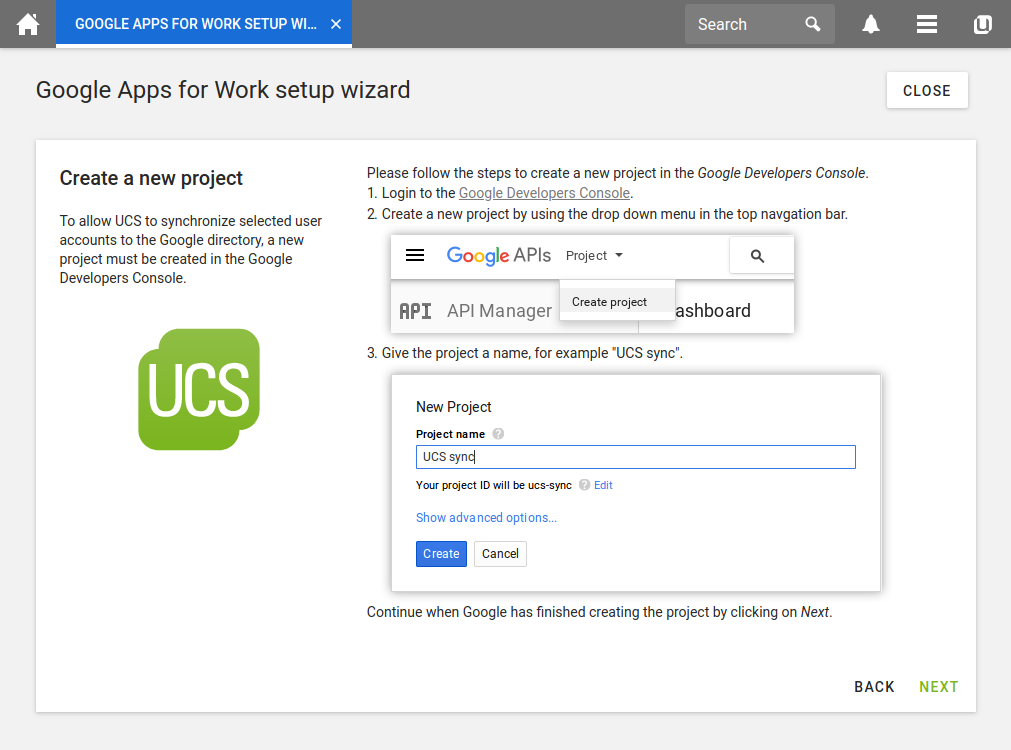 GOOGLE APPS FOR WORK SETUP WI...
Search
Google Apps for Work setup wizard
CLOSE
Create a new project
To allow UCS to synchronize selected user
accounts to the Google directory, a new
project must be created in the Google
Developers Console.
UCS
Please follow the steps to create a new project in the Google Developers Console.
1. Login to the Google Developers Console.
2. Create a new project by using the drop down menu in the top navgation bar.
Google APIs Project
Create project
API API Manager ashboard
3. Give the project a name, for example "UCS sync".
New Project
Project name ?
UCS sync
Your project ID will be ucs-sync ? Edit
Show advanced options...
Create Cancel
Continue when Google has finished creating the project by clicking on Next.
BACK NEXT